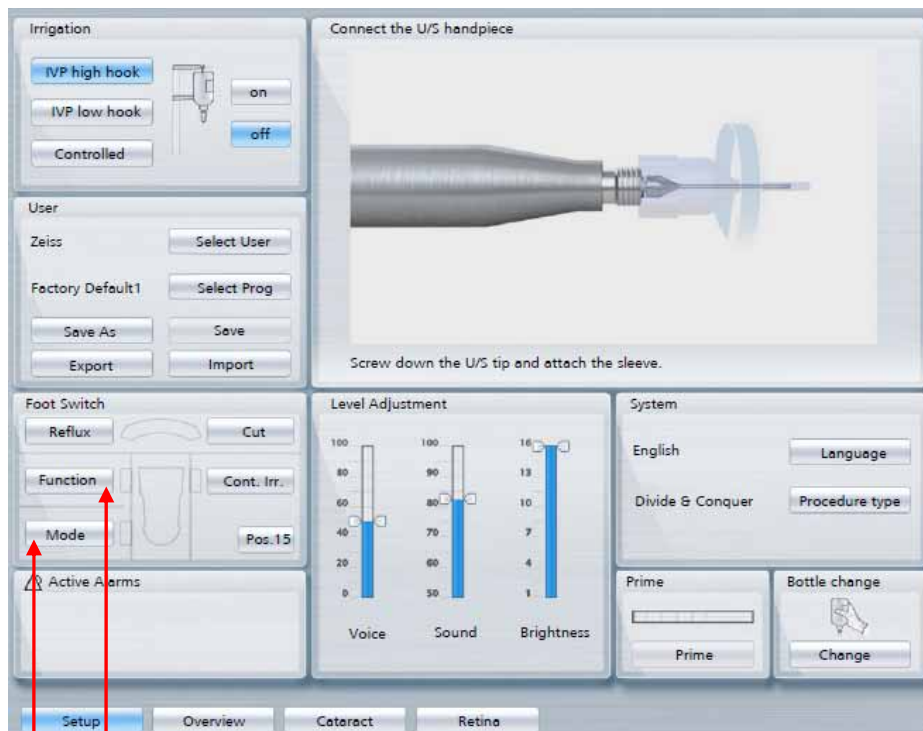 Irrigation
IVP high hook
IVP low hook
Controlled
on
off
Connect the U/S handpiece
Screw down the U/S tip and attach the sleeve.
User
Zeiss
Select User
Factory Default1
Select Prog
Save As
Save
Export
Import
Foot Switch
Reflux
Cut
Function
Cont. Irr.
Mode
Pos.15
Active Alarms
Level Adjustment
100
80
60
40
20
0
Voice
100
90
80
70
60
50
Sound
16
13
10
7
4
1
Brightness
System
English
Language
Divide & Conquer
Procedure type
Prime
Prime
Bottle change
Change
Setup
Overview
Cataract
Retina